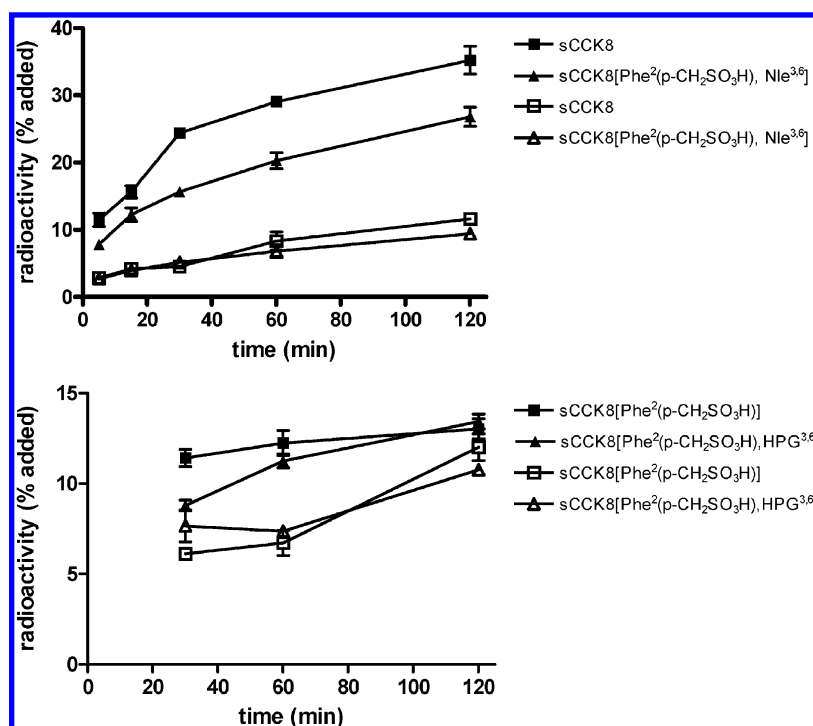 40
30
20
10
0
radioactivity (% added)
0 20 40 60 80 100 120
time (min)
sCCK8
sCCK8[Phe²(p-CH₂SO₃H), Nle³,⁶]
sCCK8
sCCK8[Phe²(p-CH₂SO₃H), Nle³,⁶]
15
10
5
0
radioactivity (% added)
0 20 40 60 80 100 120
time (min)
sCCK8[Phe²(p-CH₂SO₃H)]
sCCK8[Phe²(p-CH₂SO₃H),HPG³,⁶
sCCK8[Phe²(p-CH₂SO₃H)]
sCCK8[Phe²(p-CH₂SO₃H),HPG³,⁶